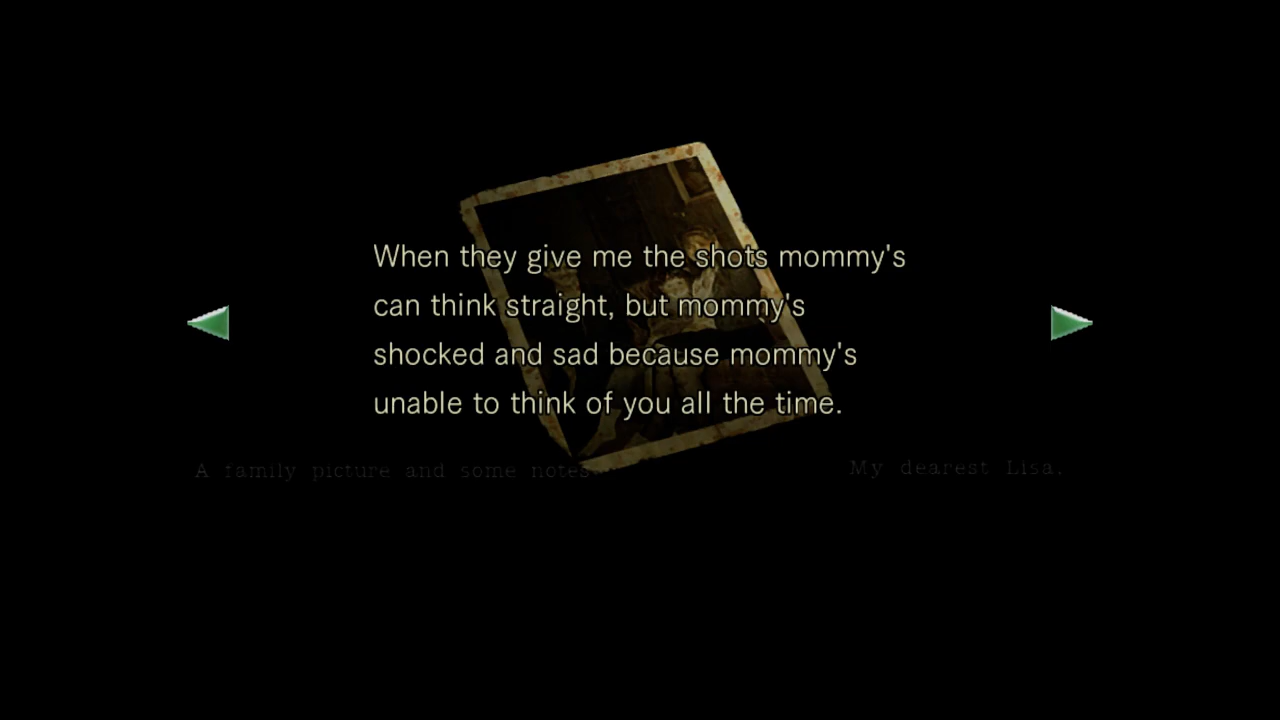 When they give me the shots mommy's
can think straight, but mommy's
shocked and sad because mommy's
unable to think of you all the time.
A family picture and some notes
My dearest Lisa.